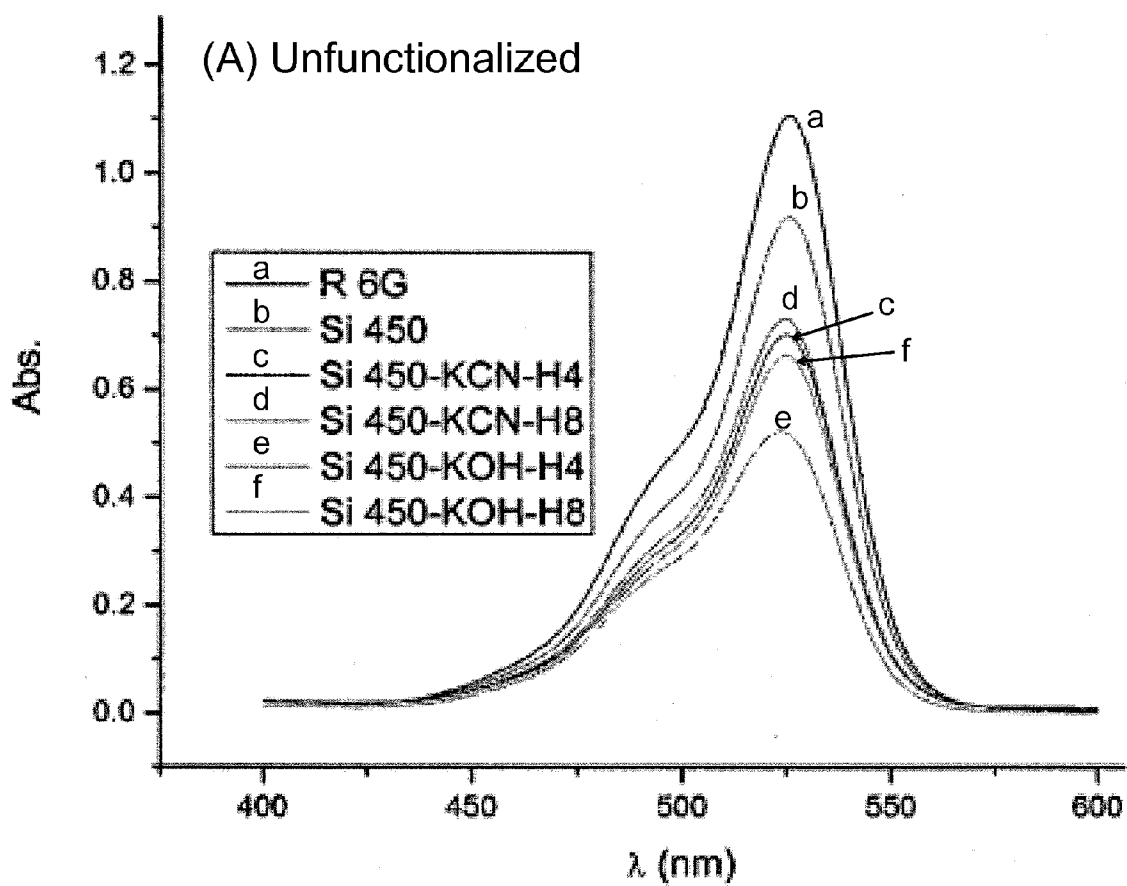 (A) Unfunctionalized
1.2
1.0
0.8
0.6
0.4
0.2
0.0
Abs.
a
b
d
c
f
e
a R 6G
b Si 450
c Si 450-KCN-H4
d Si 450-KCN-H8
e Si 450-KOH-H4
f Si 450-KOH-H8
400 450 500 550 600
λ (nm)